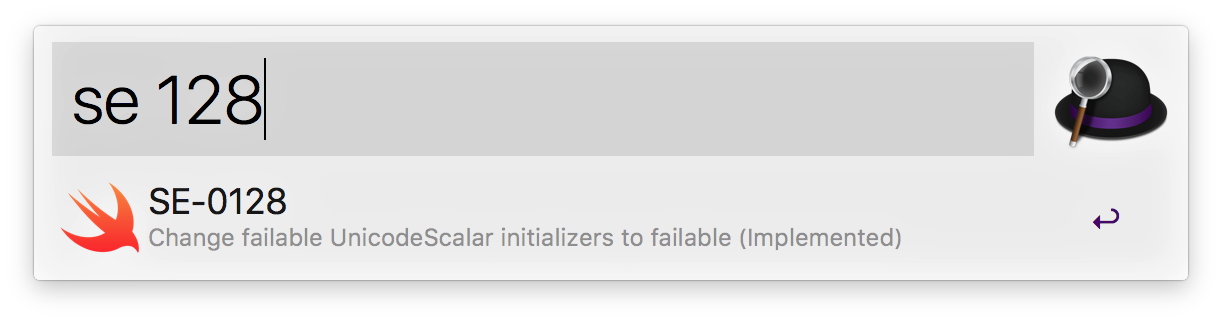 se 128
SE-0128
Change failable UnicodeScalar initializers to failable (Implemented)